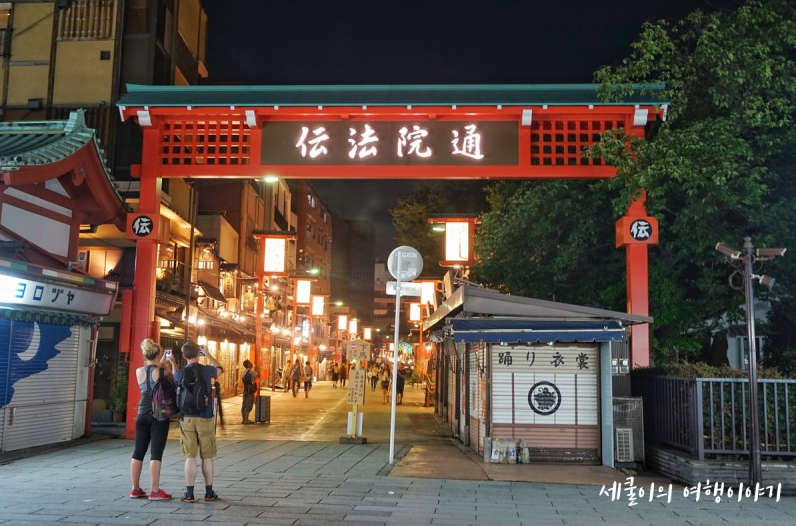 伝法院通
伝
伝
ヨロヅヤ
踊り衣裳
세쿨이의 여행이야기